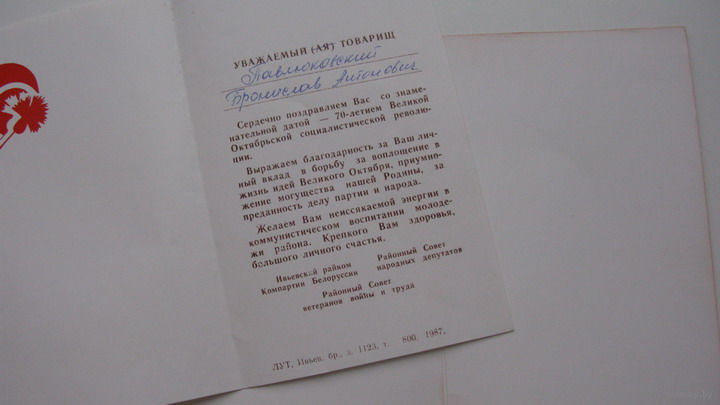 УВАЖАЕМЫЙ (АЯ) ТОВАРИЩ
Павлюковский
Бронислав Антонович
Сердечно поздравляем Вас со знаме-
нательной датой — 70-летием Великой
Октябрьской социалистической револю-
ции.
Выражаем благодарность за Ваш лич-
ный вклад в борьбу за воплощение в
жизнь идей Великого Октября, приумно-
жение могущества нашей Родины, за
преданность делу партии и народа.
Желаем Вам неиссякаемой энергии в
коммунистическом воспитании молоде-
жи района. Крепкого Вам здоровья,
большого личного счастья.
Ивьевский райком Районный Совет
Компартии Белоруссии народных депутатов
Районный Совет
ветеранов войны и труда
ЛУТ, Ивьев. бр., з. 1123, т. 800. 1987.